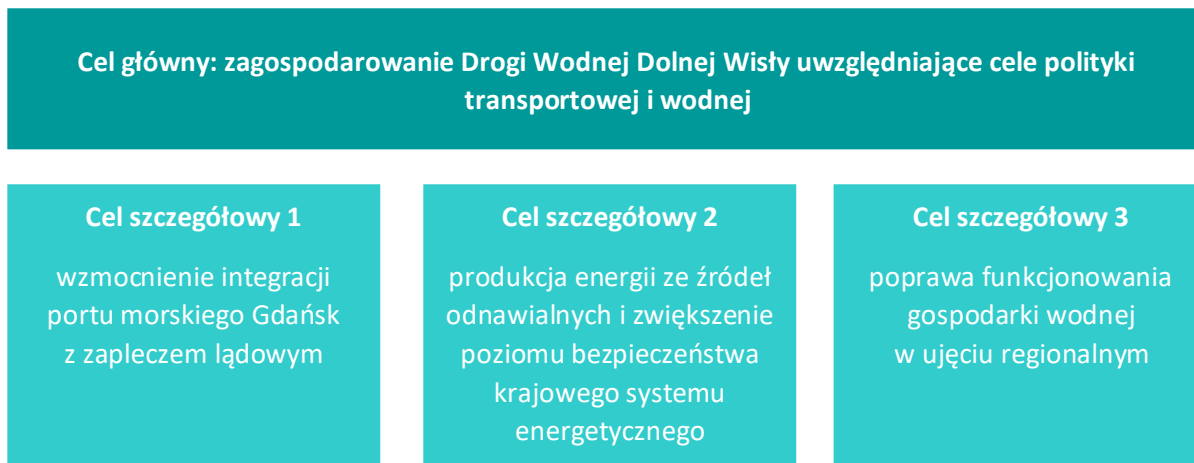 Cel główny: zagospodarowanie Drogi Wodnej Dolnej Wisły uwzględniające cele polityki
transportowej i wodnej
Cel szczegółowy 1
wzmocnienie integracji
portu morskiego Gdańsk
z zapleczem lądowym
Cel szczegółowy 2
produkcja energii ze źródeł
odnawialnych i zwiększenie
poziomu bezpieczeństwa
krajowego systemu
energetycznego
Cel szczegółowy 3
poprawa funkcjonowania
gospodarki wodnej
w ujęciu regionalnym